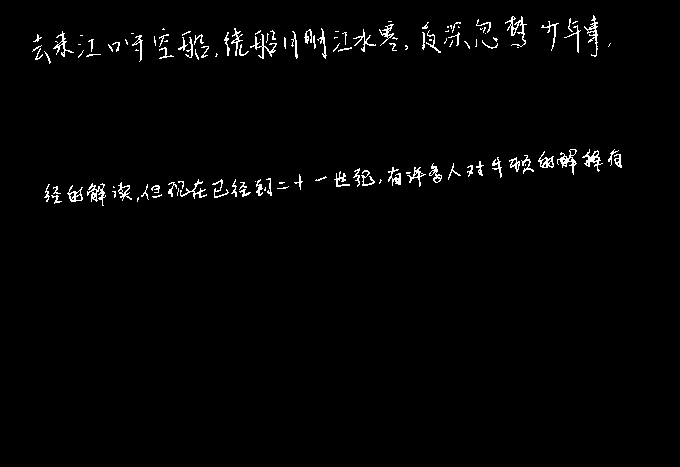 去来江口守空船,绕船月明江水寒,夜深忽梦少年事,
经的解读,但现在已经到二十一世纪,有许多人对牛顿的解释有